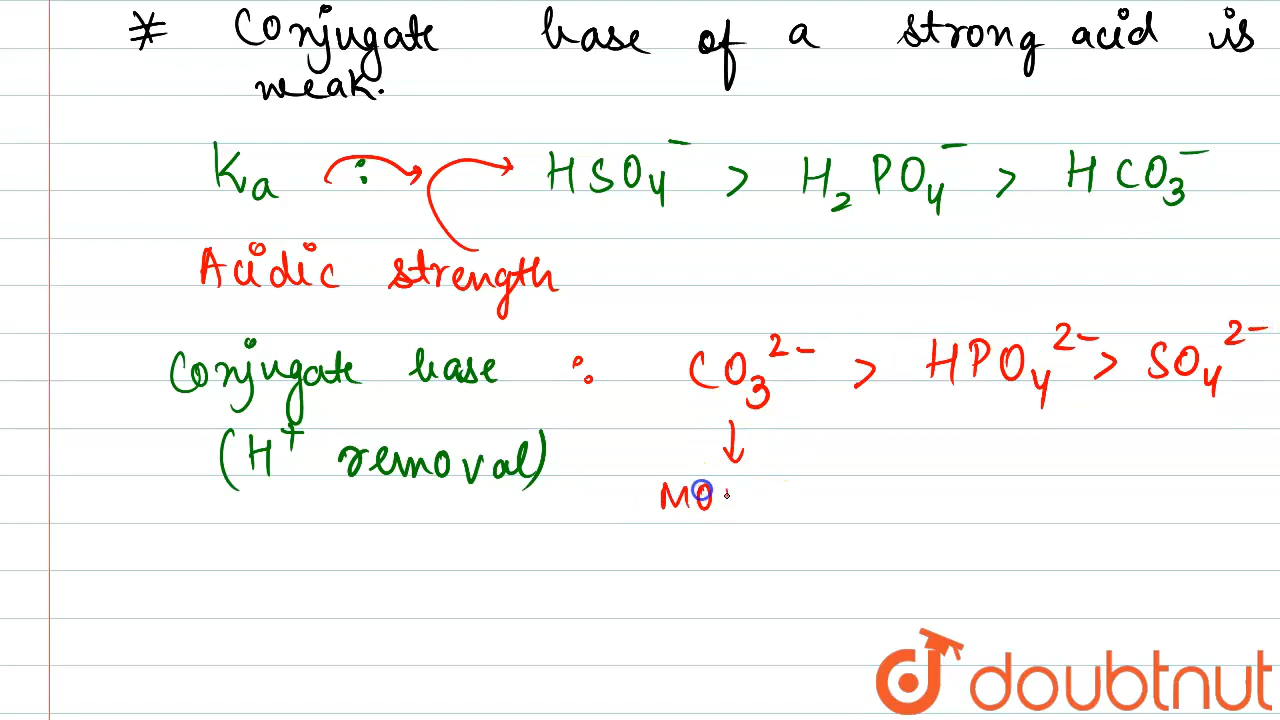 * Conjugate base of a strong acid is
weak.
Ka : HSO4⁻ > H2PO4⁻ > HCO3⁻
Acidic strength
Conjugate base : CO3²⁻ > HPO4²⁻ > SO4²⁻
(H⁺ removal) ↓
MO
doubtnut